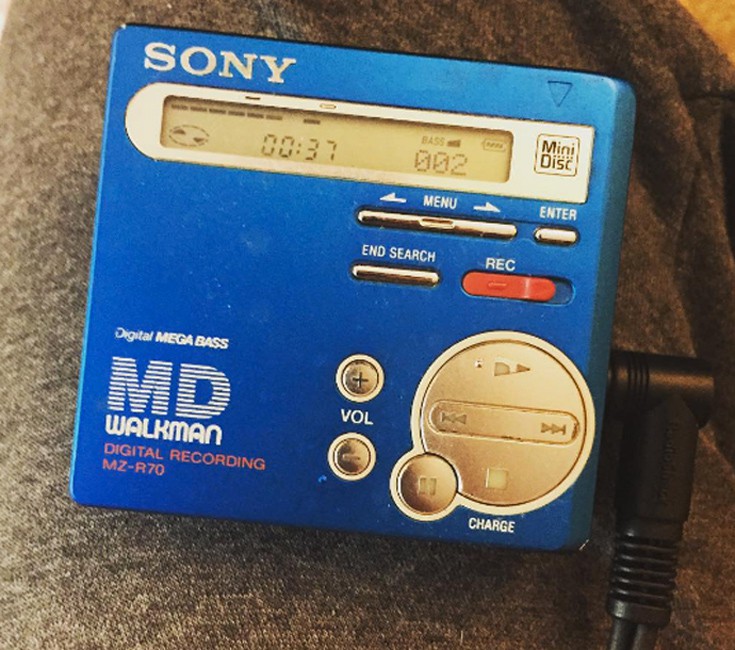 SONY
BASS
00:37
002
Mini
Disc
MENU
ENTER
END SEARCH
REC
Digital MEGA BASS
MD
WALKMAN
DIGITAL RECORDING
MZ-R70
VOL
CHARGE